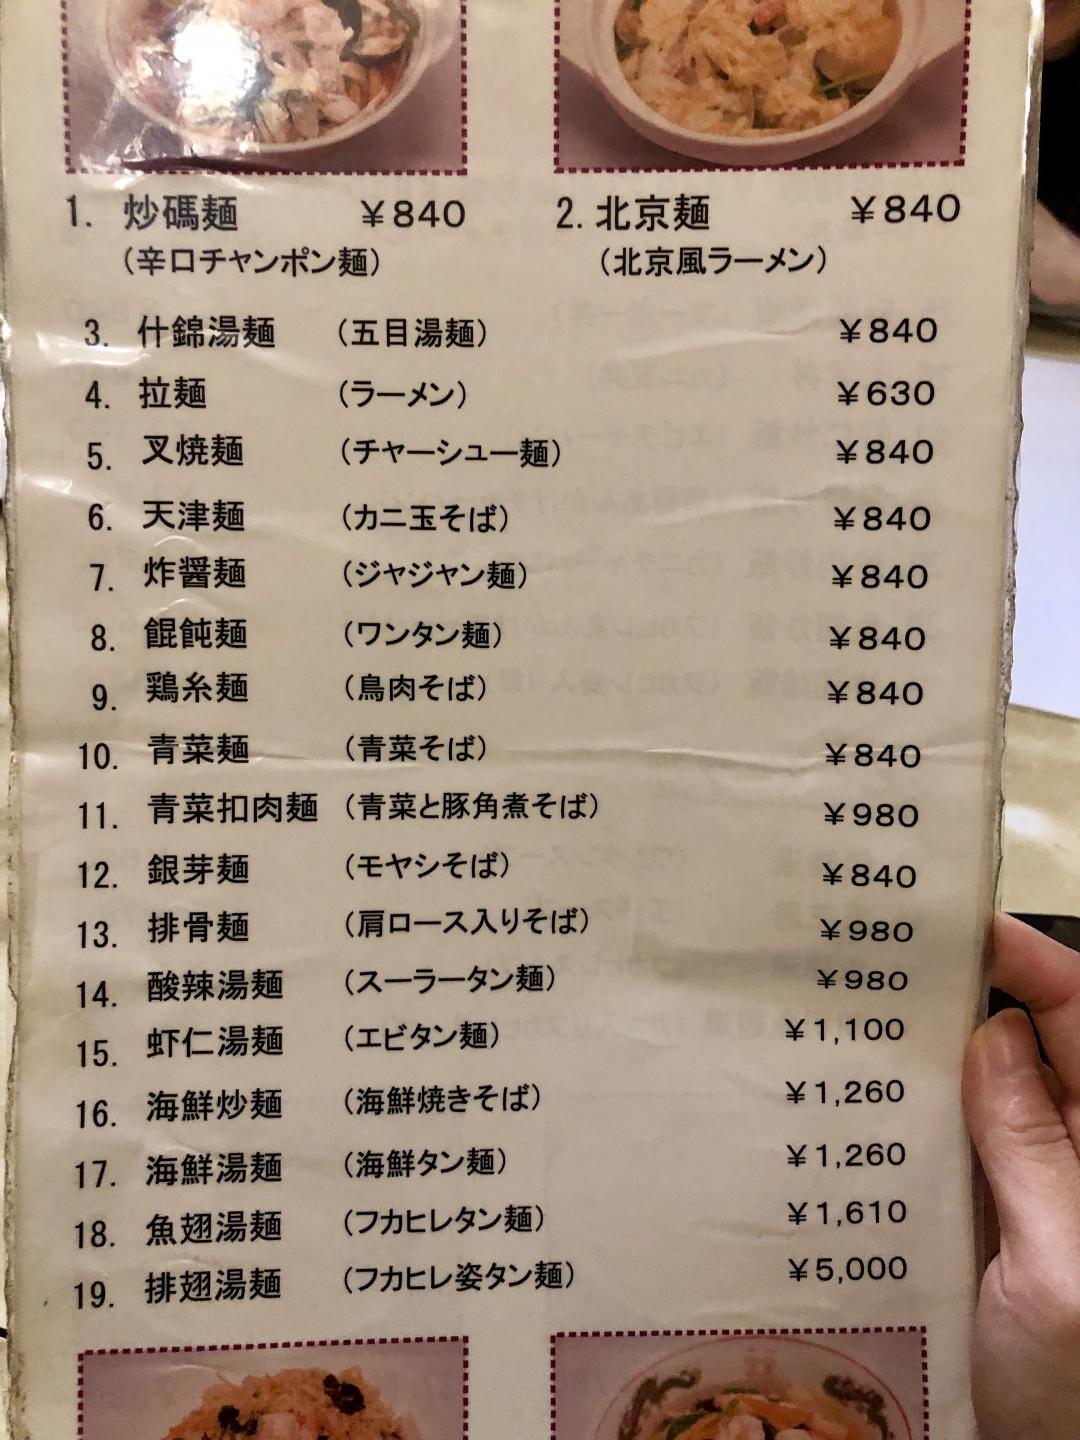 1. 炒碼麺 ￥840
（辛口チャンポン麺）
2. 北京麺 ￥840
（北京風ラーメン）
3. 什錦湯麺 （五目湯麺） ￥840
4. 拉麺 （ラーメン） ￥630
5. 叉焼麺 （チャーシュー麺） ￥840
6. 天津麺 （カニ玉そば） ￥840
7. 炸醤麺 （ジャジャン麺） ￥840
8. 餛飩麺 （ワンタン麺） ￥840
9. 鶏糸麺 （鳥肉そば） ￥840
10. 青菜麺 （青菜そば） ￥840
11. 青菜扣肉麺 （青菜と豚角煮そば） ￥980
12. 銀芽麺 （モヤシそば） ￥840
13. 排骨麺 （肩ロース入りそば） ￥980
14. 酸辣湯麺 （スーラータン麺） ￥980
15. 虾仁湯麺 （エビタン麺） ￥1,100
16. 海鮮炒麺 （海鮮焼きそば） ￥1,260
17. 海鮮湯麺 （海鮮タン麺） ￥1,260
18. 魚翅湯麺 （フカヒレタン麺） ￥1,610
19. 排翅湯麺 （フカヒレ姿タン麺） ￥5,000